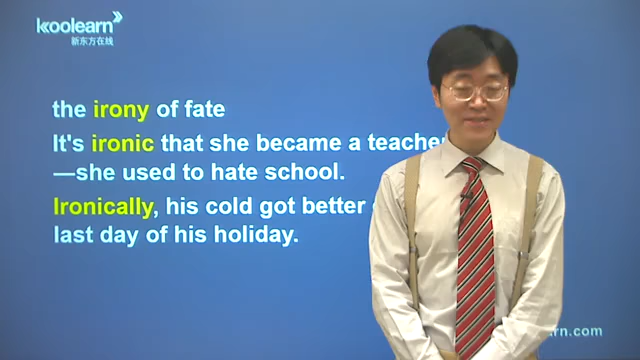 koolearn
新东方在线
the irony of fate
It's ironic that she became a teacher
—she used to hate school.
Ironically, his cold got better
last day of his holiday.
arn.com